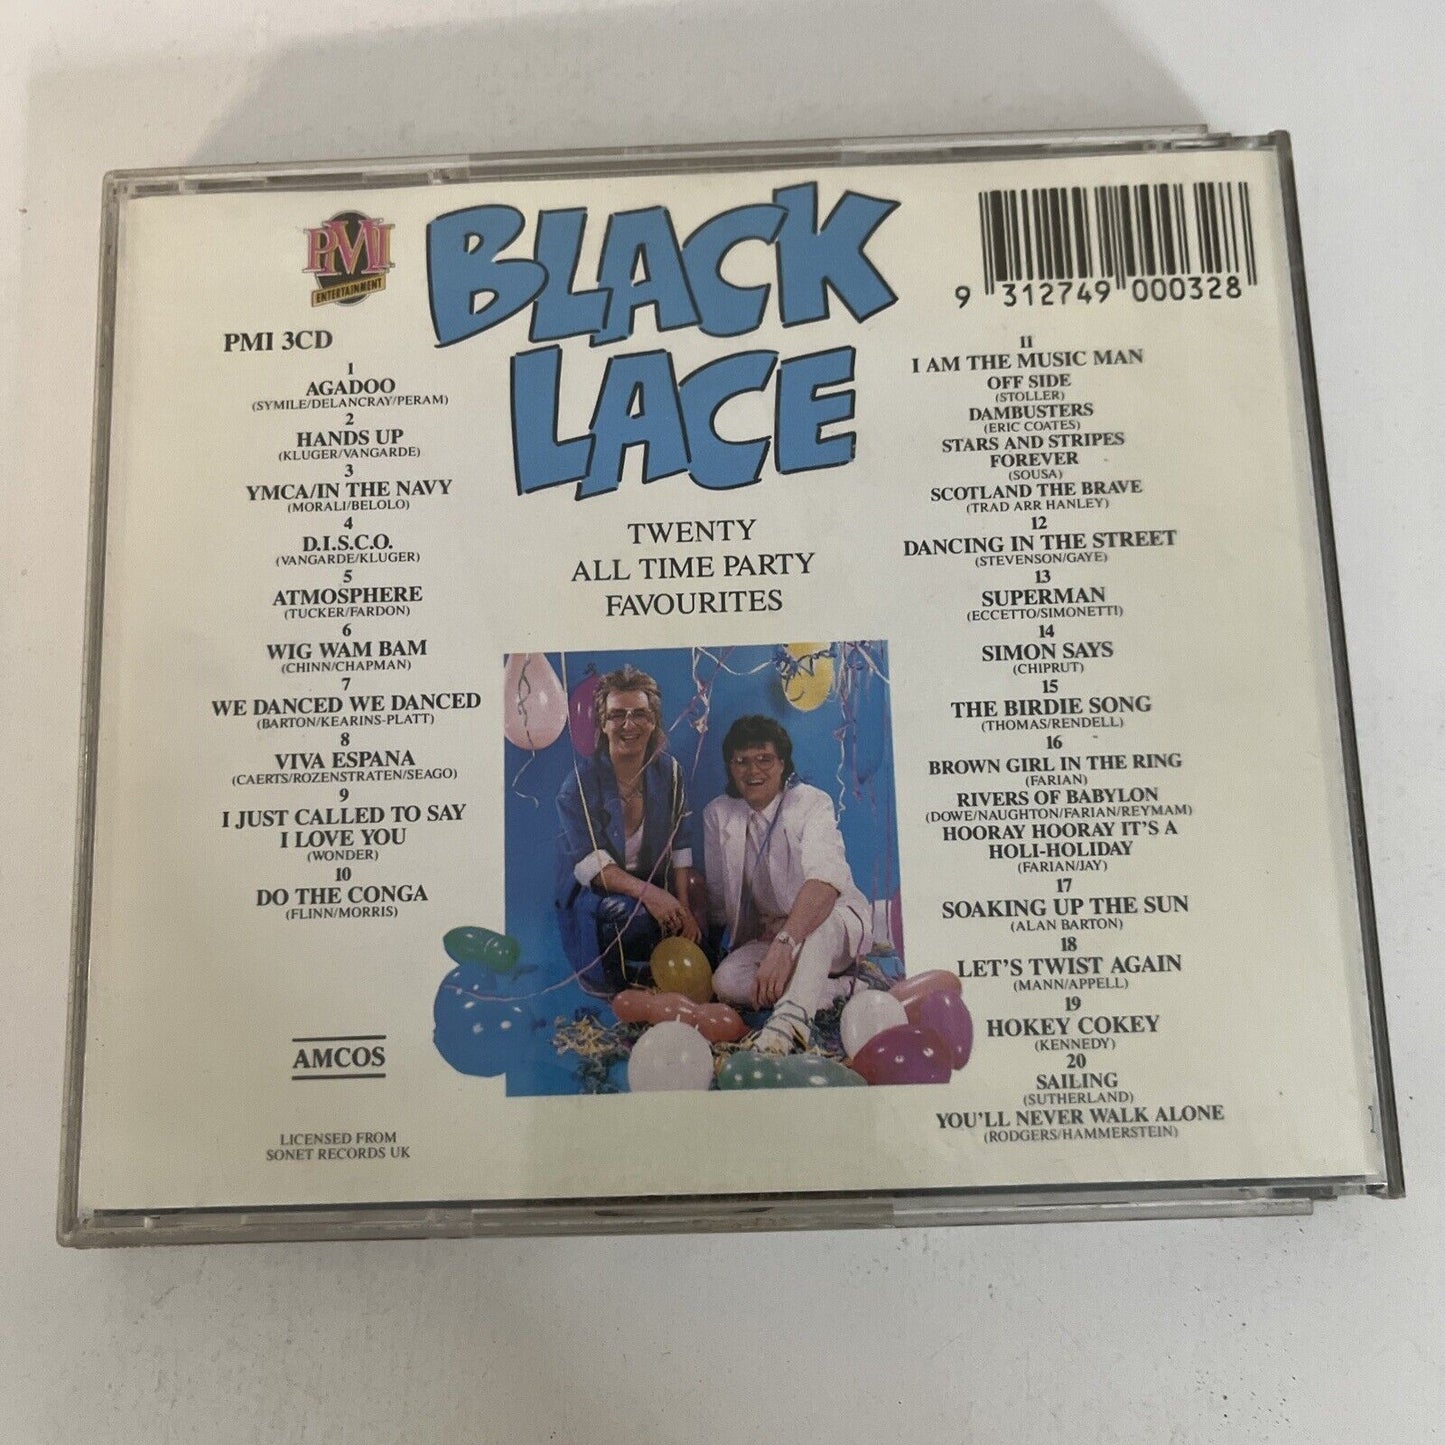 PMI
ENTERTAINMENT
BLACK
LACE
9 312749 000328
PMI 3CD
1
AGADOO
(SYMILE/DELANCRAY/PERAM)
2
HANDS UP
(KLUGER/VANGARDE)
3
YMCA/IN THE NAVY
(MORALI/BELOLO)
4
D.I.S.C.O.
(VANGARDE/KLUGER)
5
ATMOSPHERE
(TUCKER/FARDON)
6
WIG WAM BAM
(CHINN/CHAPMAN)
7
WE DANCED WE DANCED
(BARTON/KEARINS-PLATT)
8
VIVA ESPANA
(CAERTS/ROZENSTRATEN/SEAGO)
9
I JUST CALLED TO SAY
I LOVE YOU
(WONDER)
10
DO THE CONGA
(FLINN/MORRIS)
AMCOS
LICENSED FROM
SONET RECORDS UK
TWENTY
ALL TIME PARTY
FAVOURITES
11
I AM THE MUSIC MAN
OFF SIDE
(STOLLER)
DAMBUSTERS
(ERIC COATES)
STARS AND STRIPES
FOREVER
(SOUSA)
SCOTLAND THE BRAVE
(TRAD ARR HANLEY)
12
DANCING IN THE STREET
(STEVENSON/GAYE)
13
SUPERMAN
(ECCETTO/SIMONETTI)
14
SIMON SAYS
(CHIPRUT)
15
THE BIRDIE SONG
(THOMAS/RENDELL)
16
BROWN GIRL IN THE RING
(FARIAN)
RIVERS OF BABYLON
(DOWE/NAUGHTON/FARIAN/REYMAM)
HOORAY HOORAY IT'S A
HOLI-HOLIDAY
(FARIAN/JAY)
17
SOAKING UP THE SUN
(ALAN BARTON)
18
LET'S TWIST AGAIN
(MANN/APPELL)
19
HOKEY COKEY
(KENNEDY)
20
SAILING
(SUTHERLAND)
YOU'LL NEVER WALK ALONE
(RODGERS/HAMMERSTEIN)